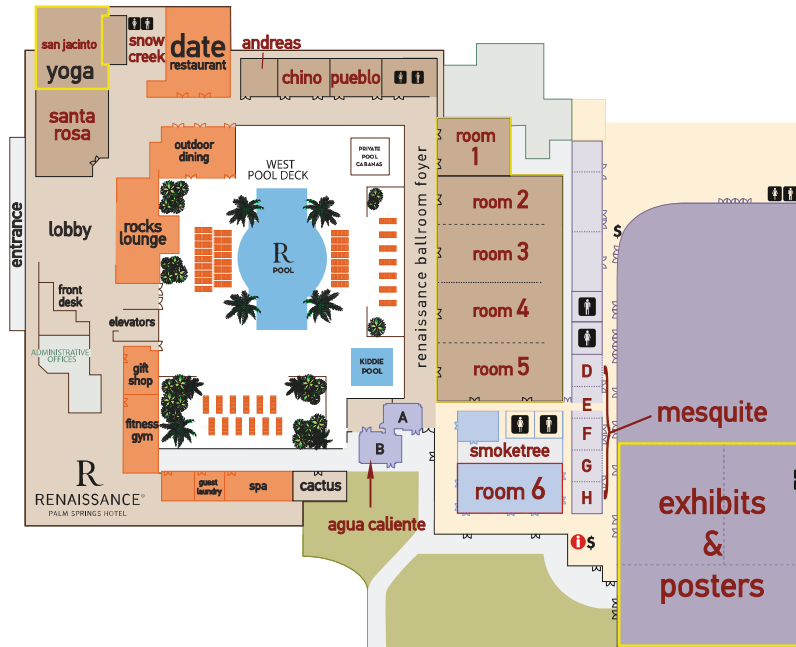 san jacinto
yoga
snow
creek
date
restaurant
andreas
chino
pueblo
santa
rosa
outdoor
dining
WEST
POOL DECK
PRIVATE
POOL
CABANAS
renaissance ballroom foyer
room
1
room 2
room 3
room 4
room 5
entrance
lobby
rocks
lounge
R
POOL
$
front
desk
elevators
ADMINISTRATIVE
OFFICES
gift
shop
KIDDIE
POOL
fitness
gym
A
B
D
E
F
G
H
mesquite
smoketree
room 6
R
RENAISSANCE®
PALM SPRINGS HOTEL
guest
laundry
spa
cactus
agua caliente
i $
exhibits
&
posters